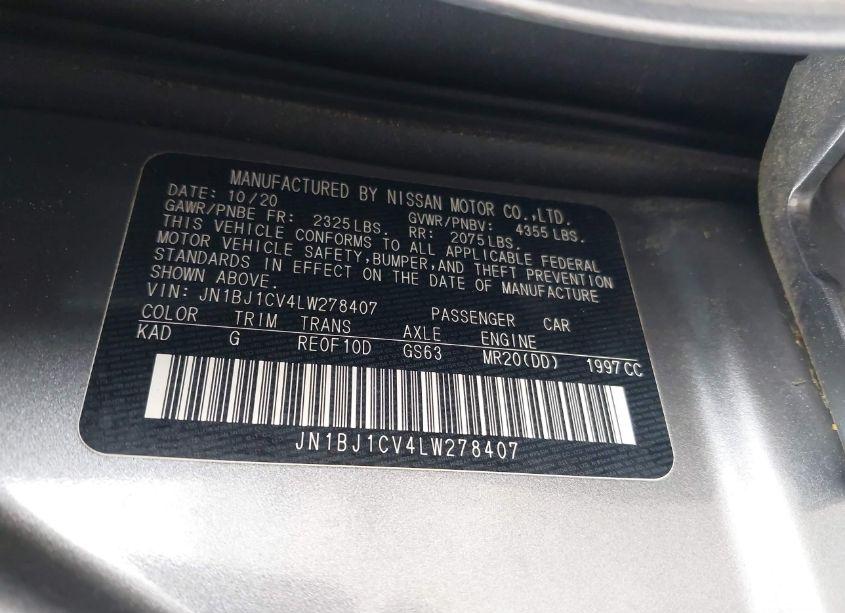 MANUFACTURED BY NISSAN MOTOR CO.,LTD.
DATE: 10/20
GAWR/PNBE FR: 2325LBS. GVWR/PNBV: 4355LBS.
RR: 2075LBS.
THIS VEHICLE CONFORMS TO ALL APPLICABLE FEDERAL
MOTOR VEHICLE SAFETY,BUMPER,AND THEFT PREVENTION
STANDARDS IN EFFECT ON THE DATE OF MANUFACTURE
SHOWN ABOVE.
VIN: JN1BJ1CV4LW278407 PASSENGER CAR
COLOR TRIM TRANS AXLE ENGINE
KAD G RE0F10D GS63 MR20(DD) 1997CC
JN1BJ1CV4LW278407